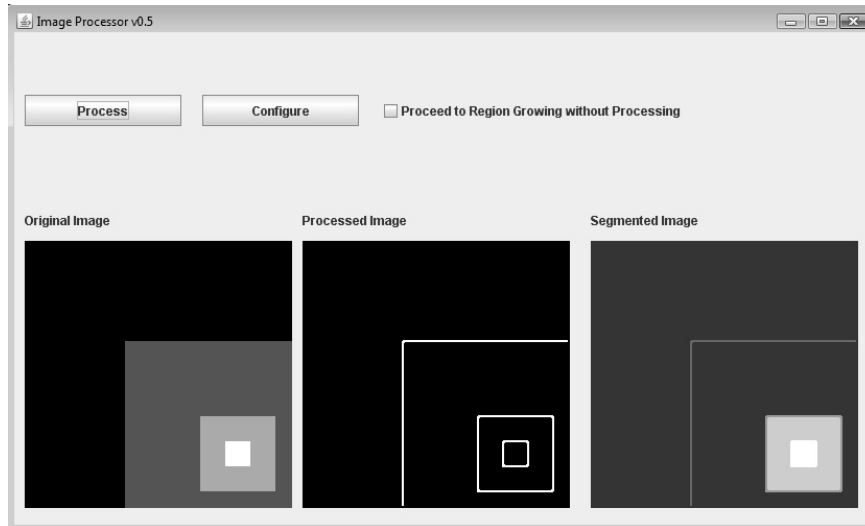 Image Processor v0.5
Process
Configure
Proceed to Region Growing without Processing
Original Image
Processed Image
Segmented Image